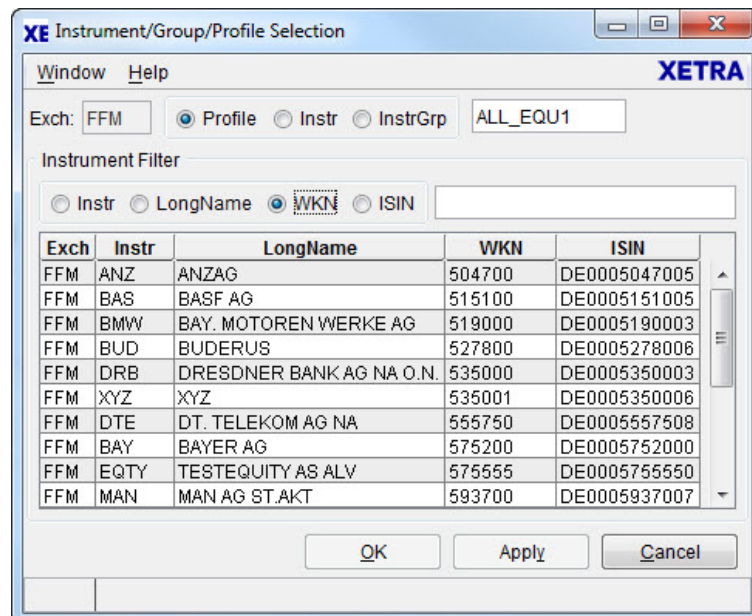 XE Instrument/Group/Profile Selection
Window Help XETRA
Exch: FFM Profile Instr InstrGrp ALL_EQU1
Instrument Filter
Instr LongName WKN ISIN
Exch Instr LongName WKN ISIN
FFM ANZ ANZAG 504700 DE0005047005
FFM BAS BASF AG 515100 DE0005151005
FFM BMW BAY. MOTOREN WERKE AG 519000 DE0005190003
FFM BUD BUDERUS 527800 DE0005278006
FFM DRB DRESDNER BANK AG NA O.N. 535000 DE0005350003
FFM XYZ XYZ 535001 DE0005350006
FFM DTE DT. TELEKOM AG NA 555750 DE0005557508
FFM BAY BAYER AG 575200 DE0005752000
FFM EQTY TESTEQUITY AS ALV 575555 DE0005755550
FFM MAN MAN AG ST.AKT 593700 DE0005937007
OK Apply Cancel